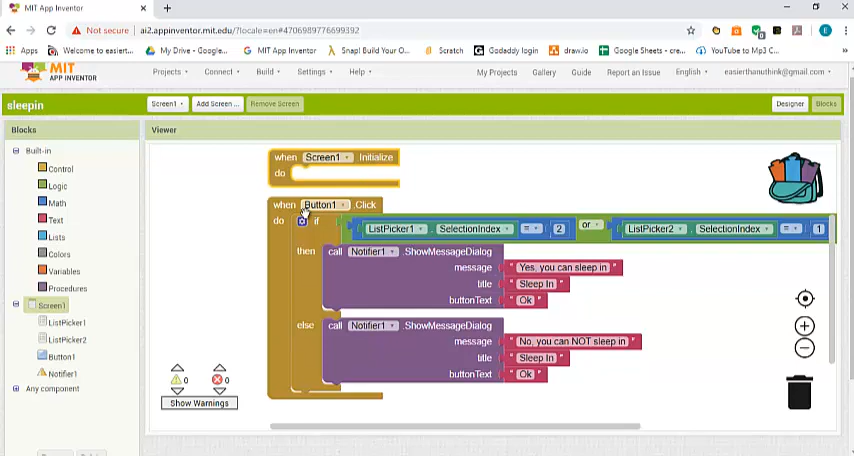 MIT App Inventor
Not secure
ai2.appinventor.mit.edu/?locale=en#4706989776699392
Apps
Welcome to easiert...
My Drive - Google...
MIT App Inventor
Snap! Build Your O...
Scratch
Godaddy login
draw.io
Google Sheets - cre...
YouTube to Mp3 C...
MIT
APP INVENTOR
Projects
Connect
Build
Settings
Help
My Projects
Gallery
Guide
Report an Issue
English
easierthanuthink@gmail.com
sleepin
Screen1
Add Screen ...
Remove Screen
Designer
Blocks
Blocks
Viewer
Built-in
Control
Logic
Math
Text
Lists
Colors
Variables
Procedures
Screen1
ListPicker1
ListPicker2
Button1
Notifier1
Any component
when Screen1 .Initialize
do
when Button1 .Click
do if ListPicker1 . SelectionIndex = 2 or ListPicker2 . SelectionIndex = 1
then call Notifier1 .ShowMessageDialog
message " Yes, you can sleep in "
title " Sleep In "
buttonText " Ok "
else call Notifier1 .ShowMessageDialog
message " No, you can NOT sleep in "
title " Sleep In "
buttonText " Ok "
0 0
Show Warnings